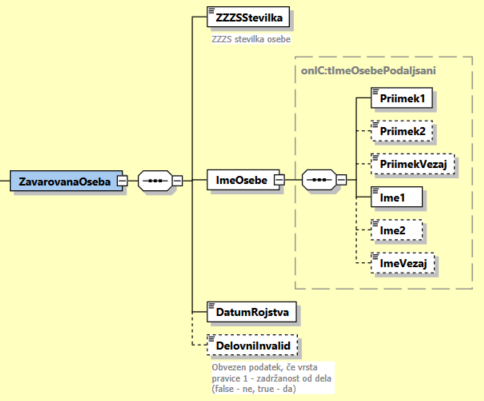 ZZZSStevilka
ZZZS stevilka osebe
onlC:tImeOsebePodaljsani
Priimek1
Priimek2
PriimekVezaj
ZavarovanaOseba
ImeOsebe
Ime1
Ime2
ImeVezaj
DatumRojstva
DelovniInvalid
Obvezen podatek, če vrsta
pravice 1 - zadržanost od dela
(false - ne, true - da)